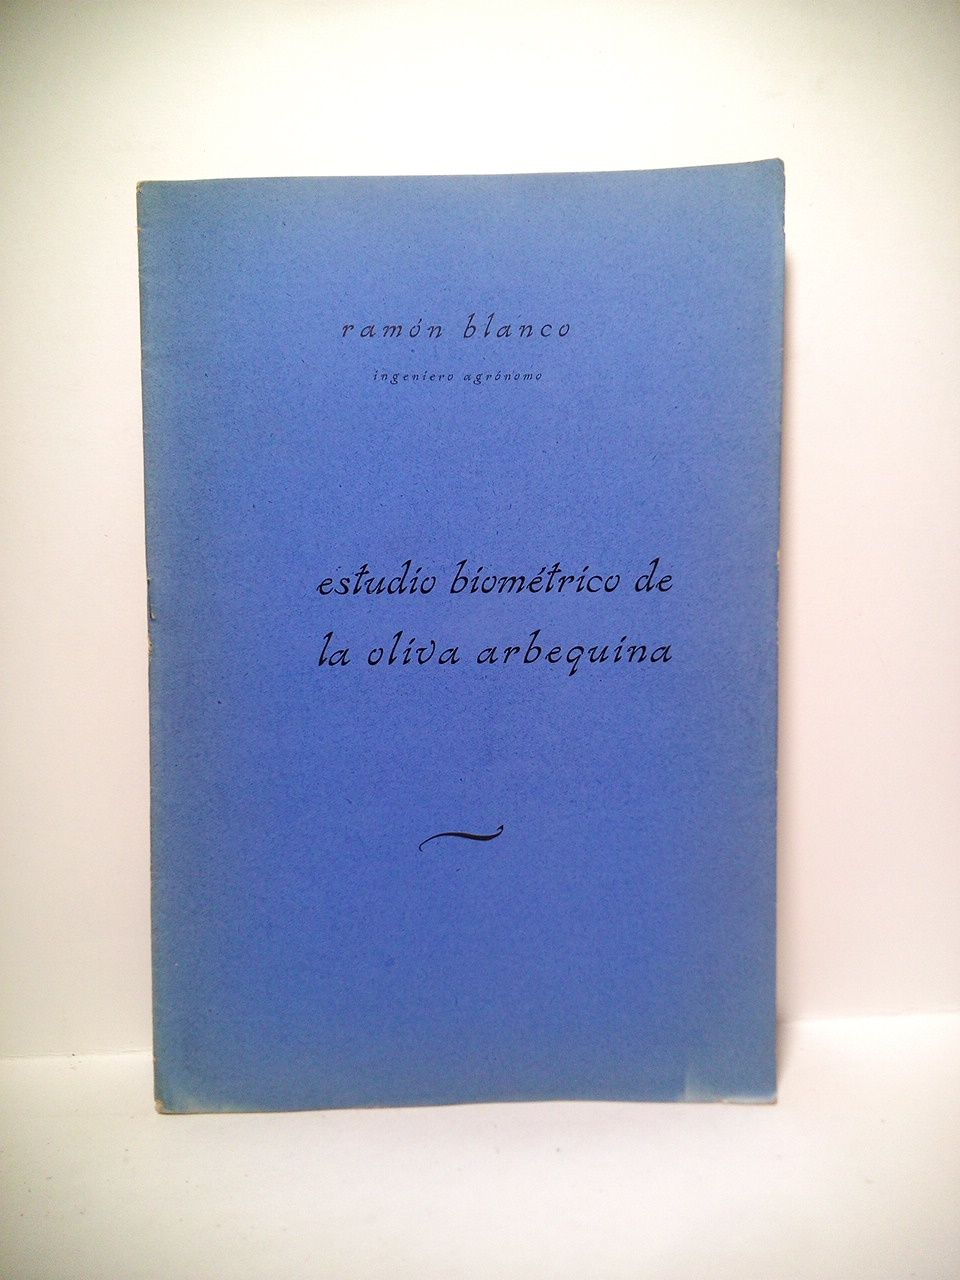 ramón blanco
ingeniero agrónomo
estudio biométrico de
la oliva arbequina